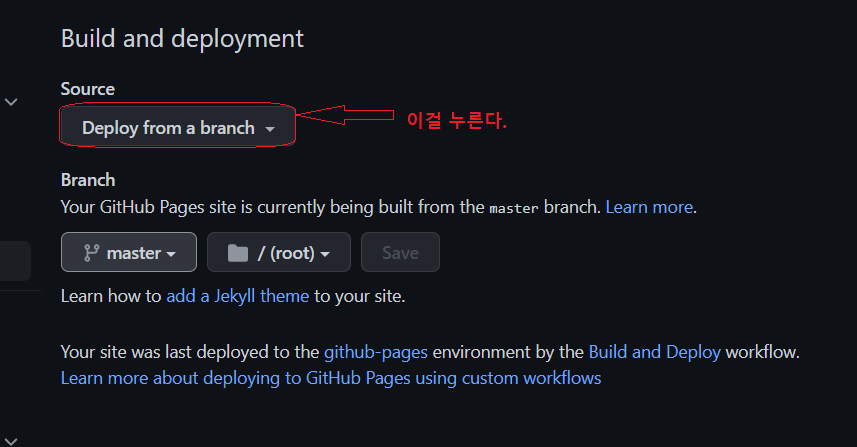 Build and deployment
Source
Deploy from a branch
이걸 누른다.
Branch
Your GitHub Pages site is currently being built from the master branch. Learn more.
master
/ (root)
Save
Learn how to add a Jekyll theme to your site.
Your site was last deployed to the github-pages environment by the Build and Deploy workflow.
Learn more about deploying to GitHub Pages using custom workflows